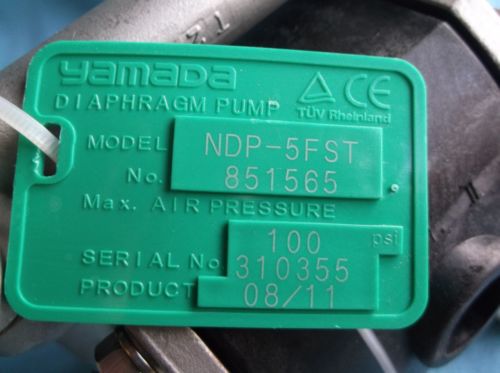 yamada
DIAPHRAGM PUMP
TÜV Rheinland
CE
MODEL NDP-5FST
No. 851565
Max. AIR PRESSURE
100 psi
SERIAL No 310355
PRODUCT 08/11